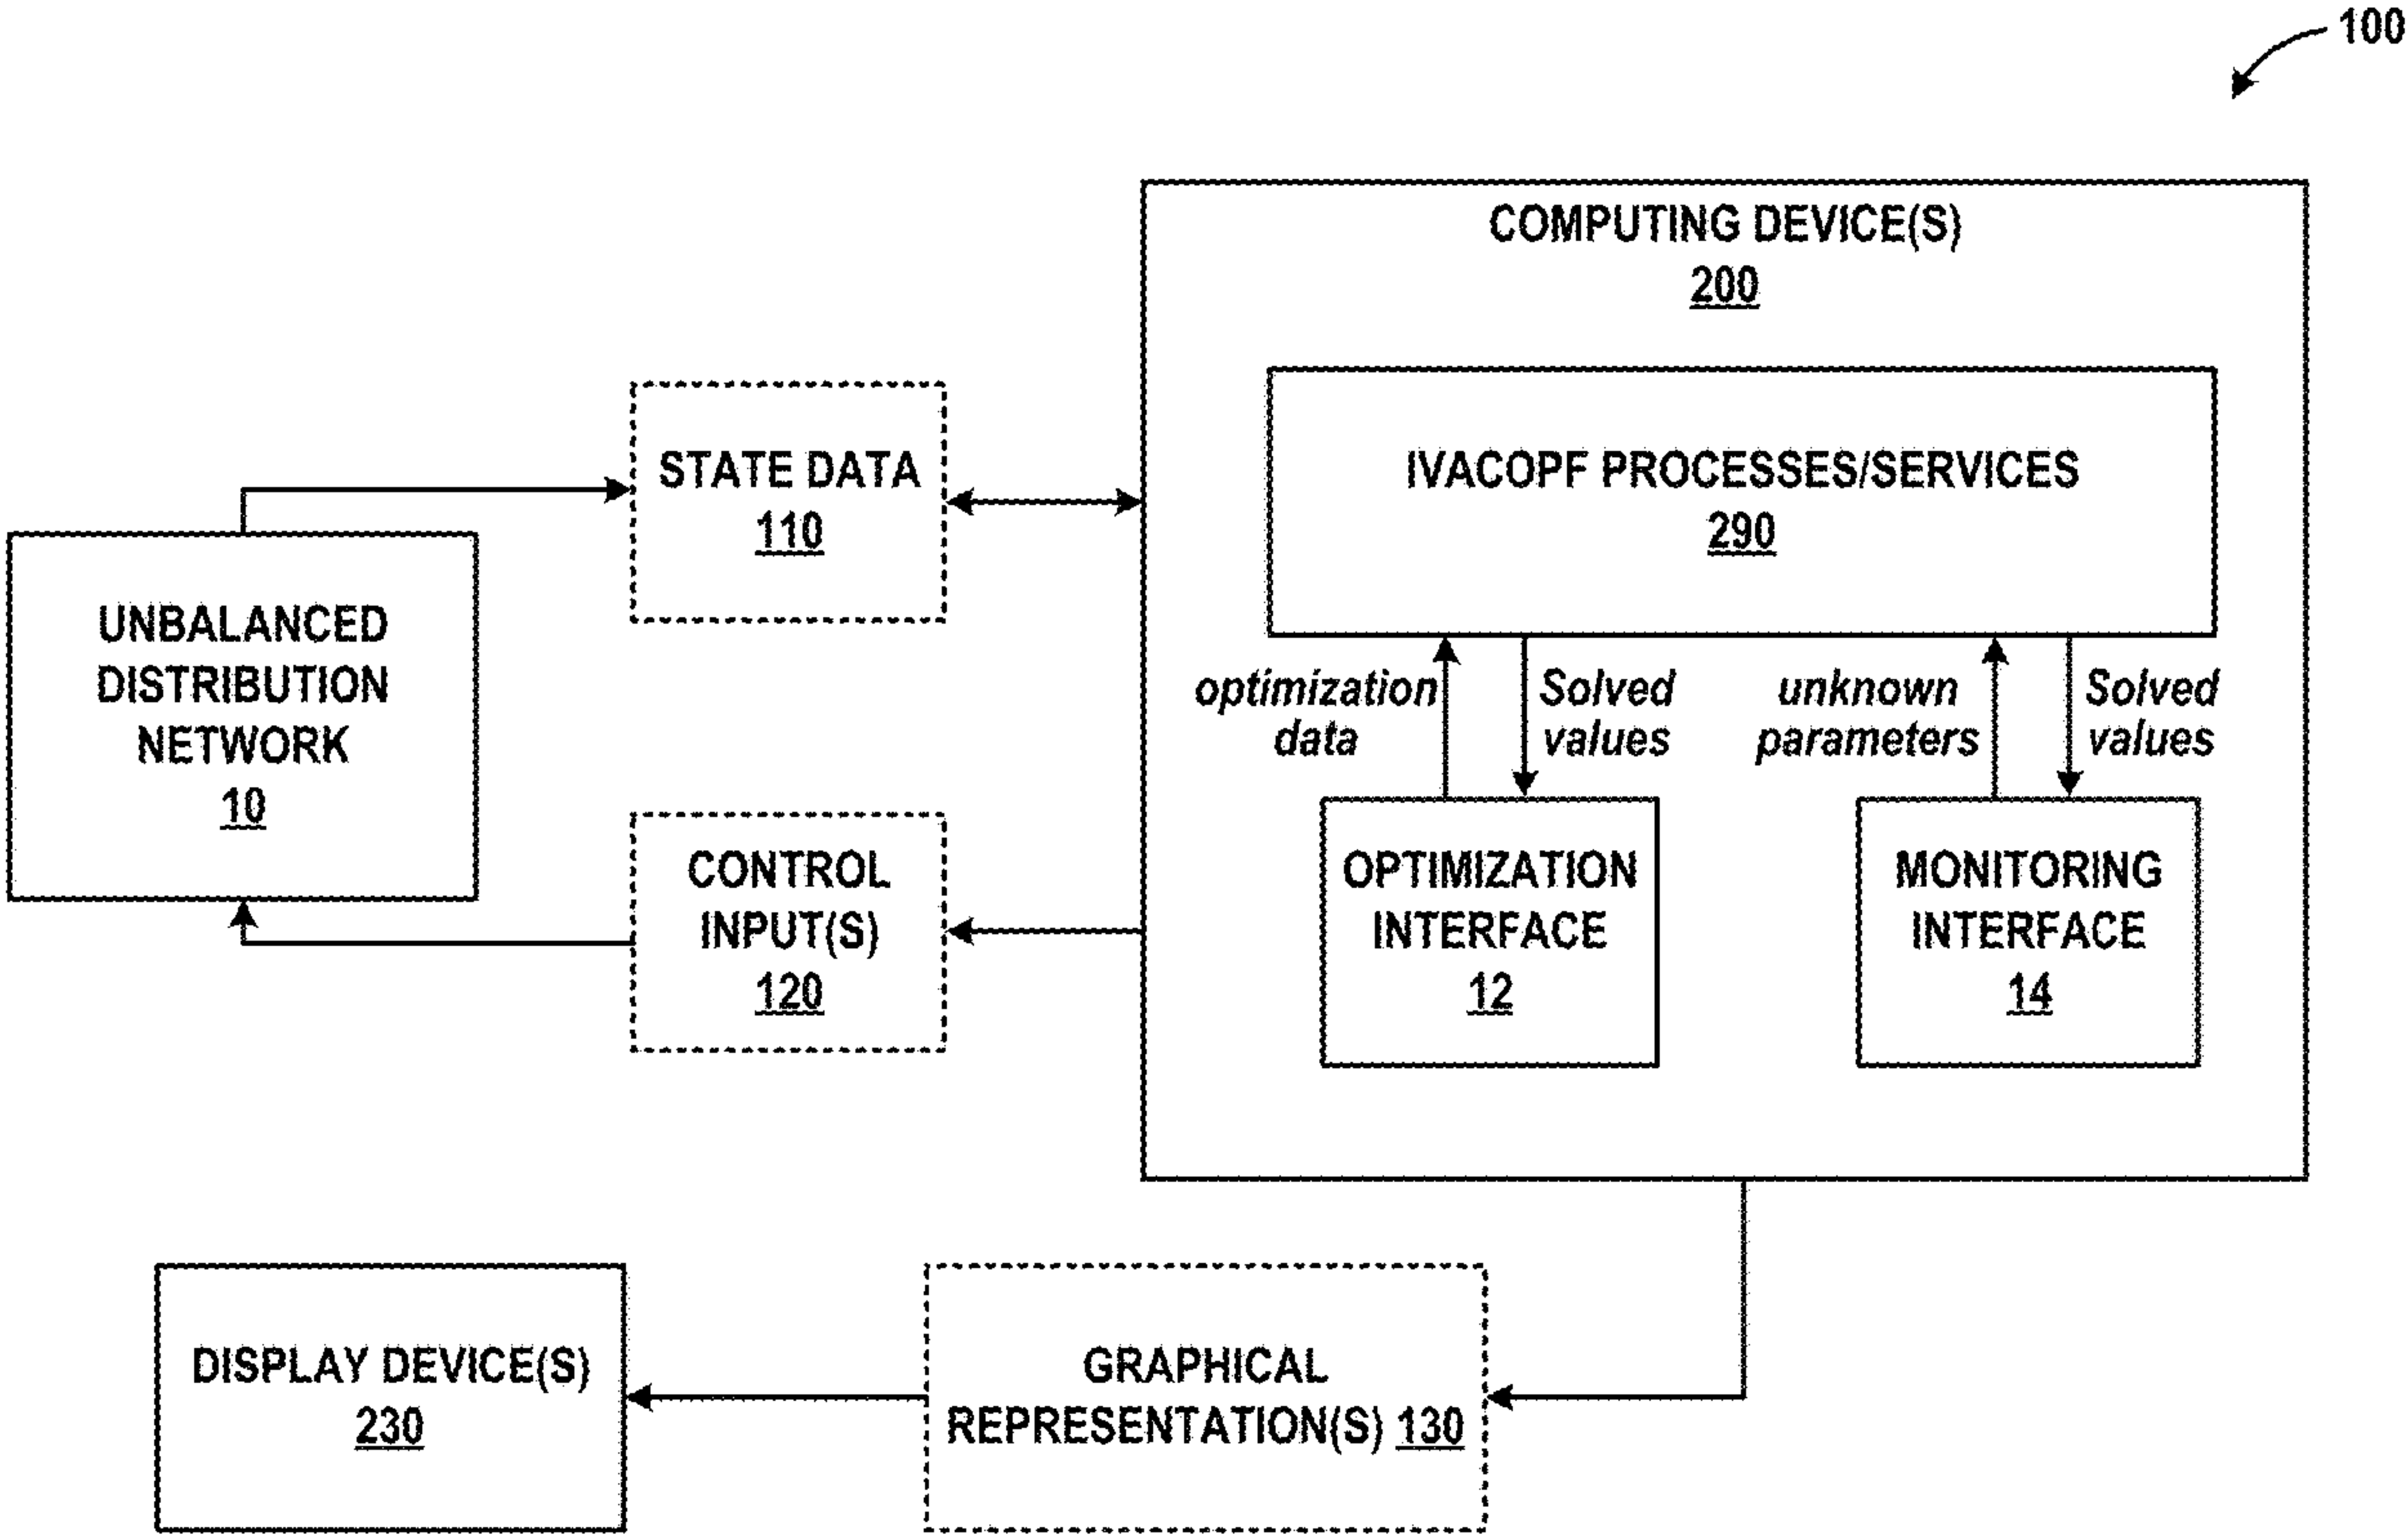 100
COMPUTING DEVICE(S)
200
IVACOPF PROCESSES/SERVICES
290
optimization
data
Solved
values
unknown
parameters
Solved
values
OPTIMIZATION
INTERFACE
12
MONITORING
INTERFACE
14
STATE DATA
110
UNBALANCED
DISTRIBUTION
NETWORK
10
CONTROL
INPUT(S)
120
DISPLAY DEVICE(S)
230
GRAPHICAL
REPRESENTATION(S) 130